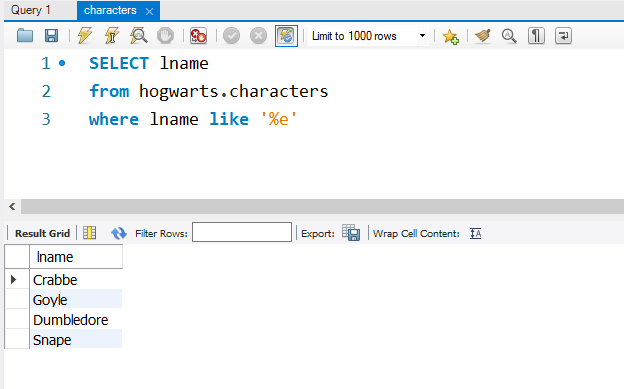 Query 1 characters ×
Limit to 1000 rows
1 SELECT lname
2 from hogwarts.characters
3 where lname like '%e'
Result Grid Filter Rows: Export: Wrap Cell Content:
lname
Crabbe
Goyle
Dumbledore
Snape